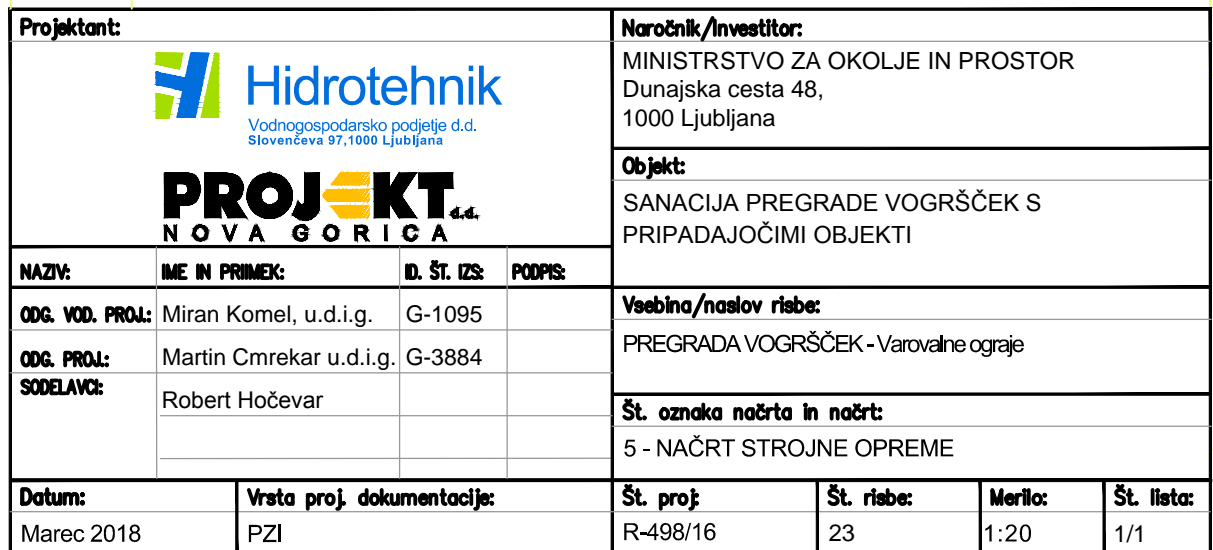 Projektant:
Hidrotehnik
Vodnogospodarsko podjetje d.d.
Slovenčeva 97,1000 Ljubljana
PROJEKT d.d.
NOVA GORICA
Naročnik/Investitor:
MINISTRSTVO ZA OKOLJE IN PROSTOR
Dunajska cesta 48,
1000 Ljubljana
Objekt:
SANACIJA PREGRADE VOGRŠČEK S
PRIPADAJOČIMI OBJEKTI
NAZIV: IME IN PRIIMEK: ID. ŠT. IZS: PODPIS:
ODG. VOD. PROJ.: Miran Komel, u.d.i.g. G-1095
ODG. PROJ.: Martin Cmrekar u.d.i.g. G-3884
SODELAVCI: Robert Hočevar
Vsebina/naslov risbe:
PREGRADA VOGRŠČEK - Varovalne ograje
Št. oznaka načrta in načrt:
5 - NAČRT STROJNE OPREME
Datum: Vrsta proj. dokumentacije: Št. proj: Št. risbe: Merilo: Št. lista:
Marec 2018 PZI R-498/16 23 1:20 1/1